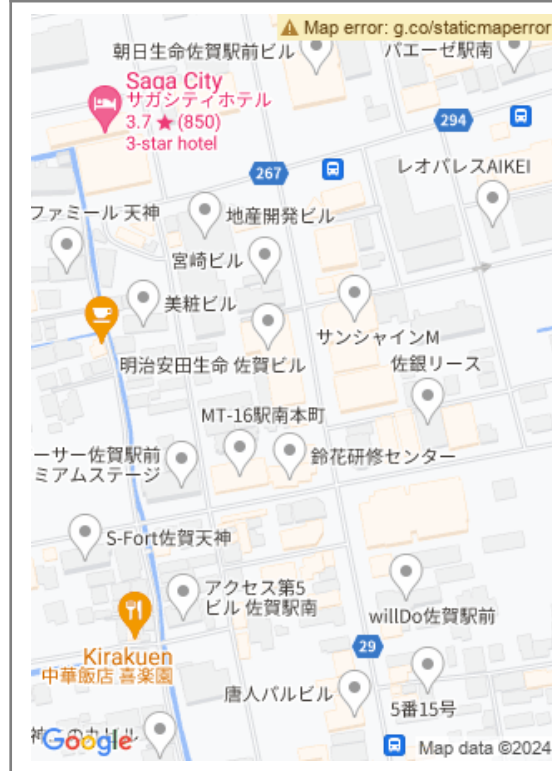 Map error: g.co/staticmaperror
朝日生命佐賀駅前ビル
パエーゼ駅南
Saga City
サガシティホテル
3.7 ★ (850)
3-star hotel
294
267
レオパレスAIKEI
ファミール 天神
地産開発ビル
宮崎ビル
美粧ビル
サンシャインM
明治安田生命 佐賀ビル
佐銀リース
MT-16駅南本町
ーサー佐賀駅前
ミアムステージ
鈴花研修センター
S-Fort佐賀天神
アクセス第5
ビル 佐賀駅南
willDo佐賀駅前
Kirakuen
中華飯店 喜楽園
29
唐人パルビル
5番15号
Google
Map data ©2024